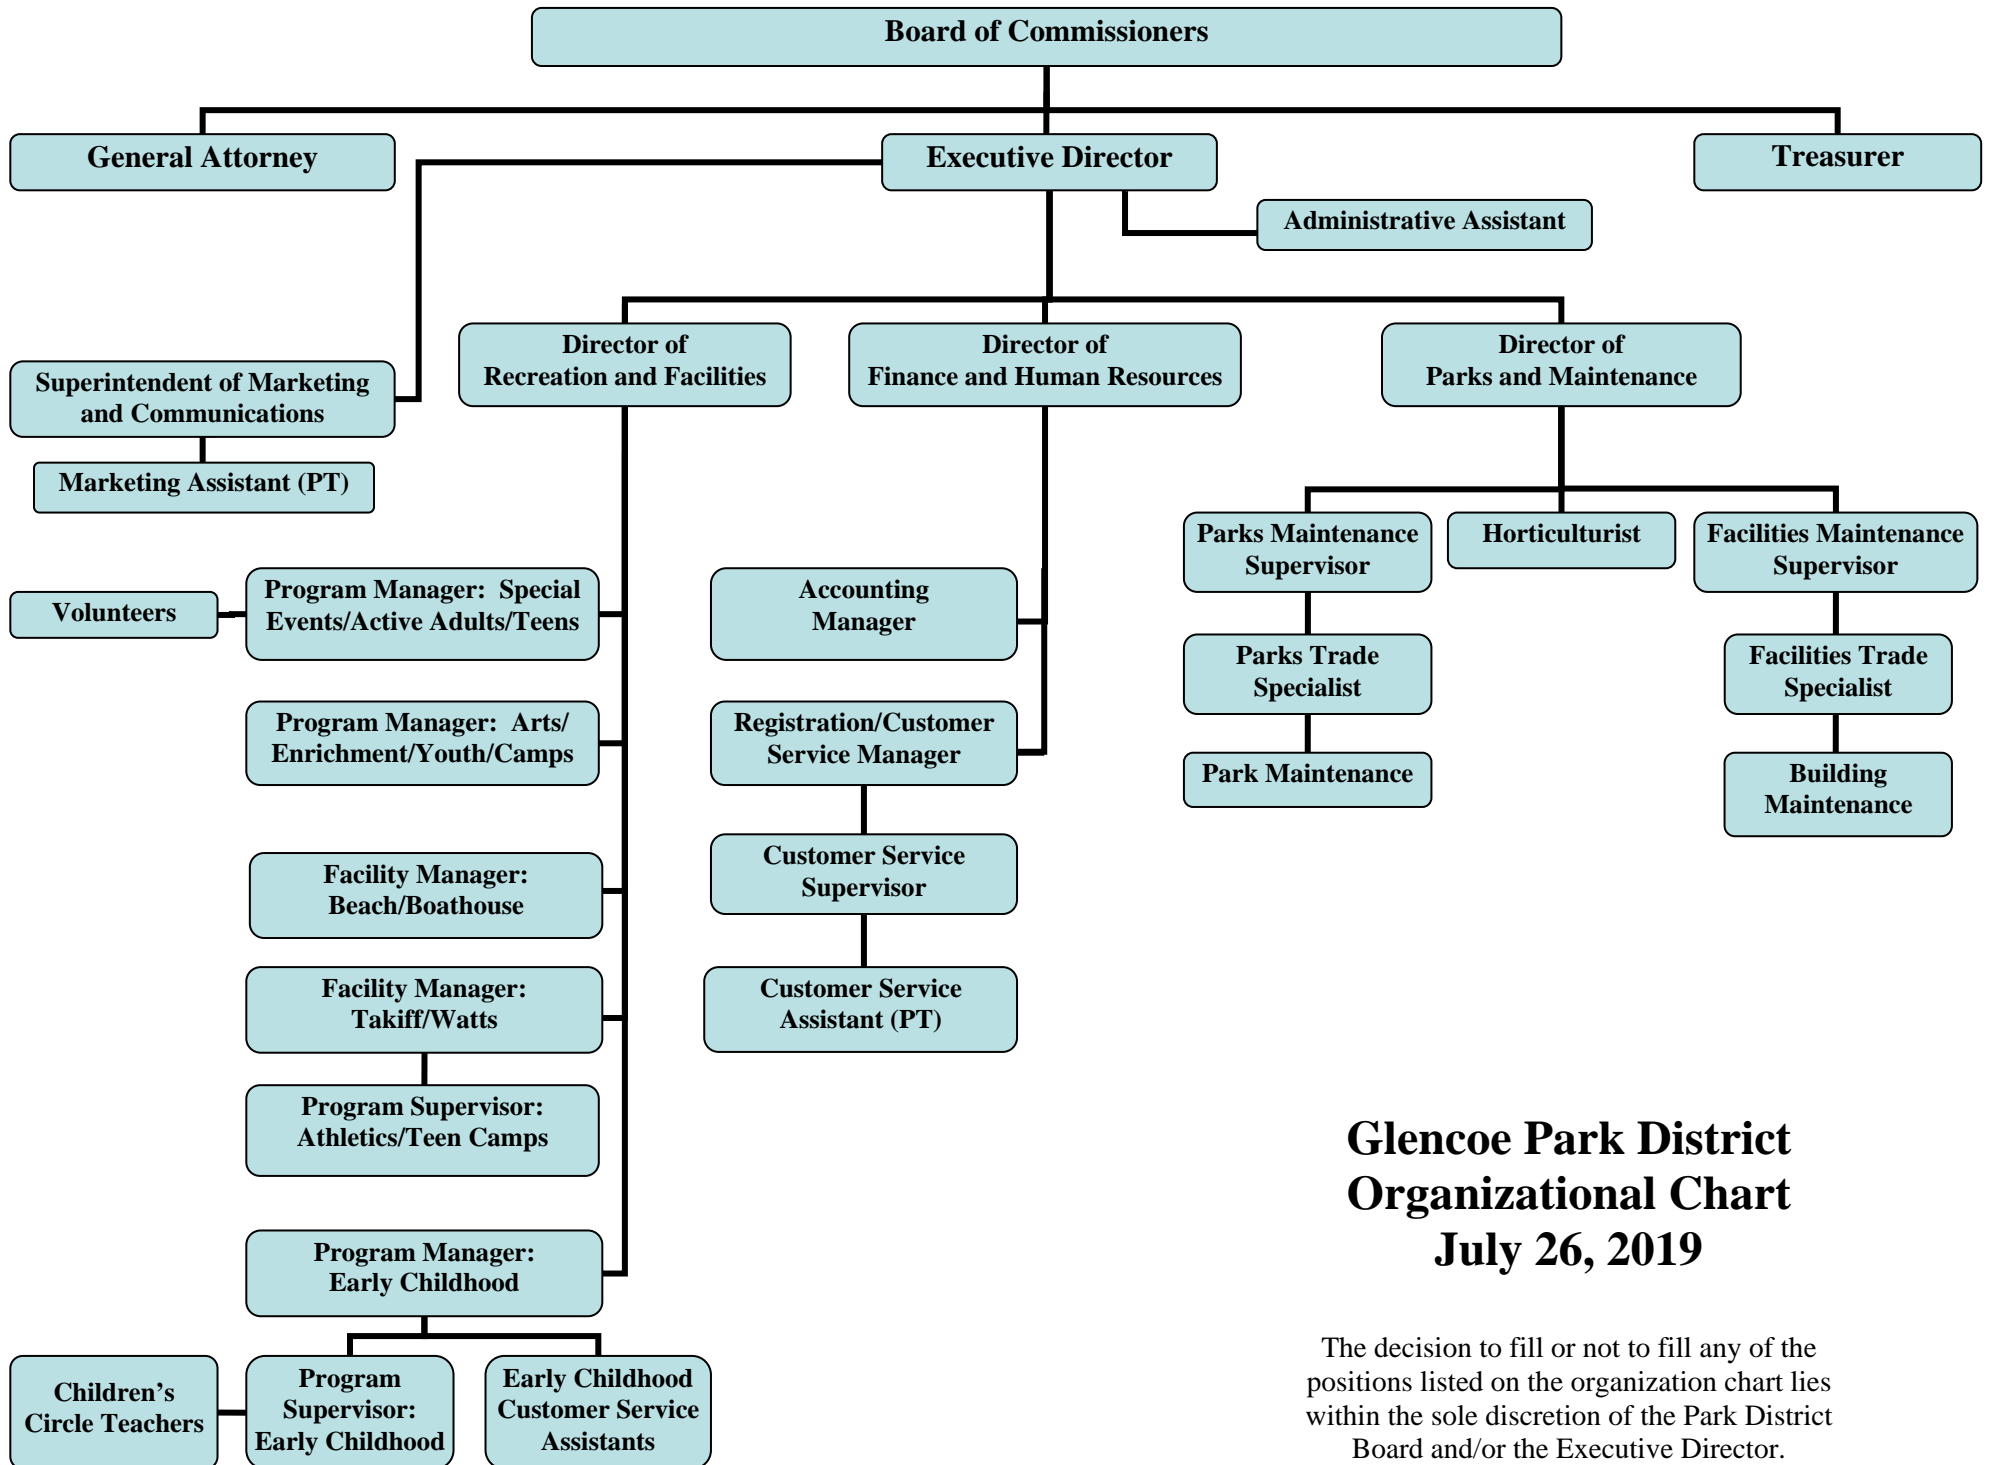 Board of Commissioners
General Attorney
Executive Director
Treasurer
Administrative Assistant
Director of
Recreation and Facilities
Director of
Finance and Human Resources
Director of
Parks and Maintenance
Superintendent of Marketing
and Communications
Marketing Assistant (PT)
Parks Maintenance
Supervisor
Horticulturist
Facilities Maintenance
Supervisor
Volunteers
Program Manager:  Special
Events/Active Adults/Teens
Accounting
Manager
Parks Trade
Specialist
Facilities Trade
Specialist
Program Manager:  Arts/
Enrichment/Youth/Camps
Registration/Customer
Service Manager
Park Maintenance
Building
Maintenance
Facility Manager:
Beach/Boathouse
Customer Service
Supervisor
Facility Manager:
Takiff/Watts
Customer Service
Assistant (PT)
Program Supervisor:
Athletics/Teen Camps
Program Manager:
Early Childhood
Children’s
Circle Teachers
Program
Supervisor:
Early Childhood
Early Childhood
Customer Service
Assistants
Glencoe Park District
Organizational Chart
July 26, 2019
The decision to fill or not to fill any of the
positions listed on the organization chart lies
within the sole discretion of the Park District
Board and/or the Executive Director.